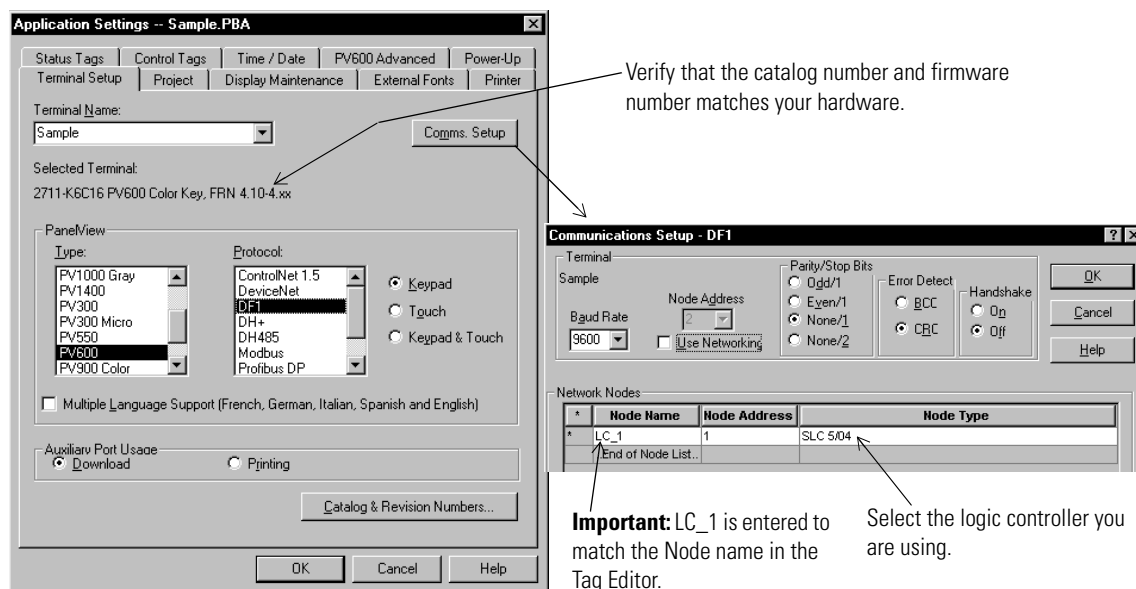 Application Settings -- Sample.PBA
Status Tags Control Tags Time / Date PV600 Advanced Power-Up
Terminal Setup Project Display Maintenance External Fonts Printer
Terminal Name:
Sample
Comms. Setup
Selected Terminal:
2711-K6C16 PV600 Color Key, FRN 4.10-4.xx
PanelView
Type:
PV1000 Gray
PV1400
PV300
PV300 Micro
PV550
PV600
PV900 Color
Protocol:
ControlNet 1.5
DeviceNet
DF1
DH+
DH485
Modbus
Profibus DP
Keypad
Touch
Keypad & Touch
Multiple Language Support (French, German, Italian, Spanish and English)
Auxiliary Port Usage
Download Printing
Catalog & Revision Numbers...
OK Cancel Help
Verify that the catalog number and firmware
number matches your hardware.
Communications Setup - DF1
Terminal
Sample
Baud Rate
9600
Node Address
2
Use Networking
Parity/Stop Bits
Odd/1
Even/1
None/1
None/2
Error Detect
BCC
CRC
Handshake
On
Off
OK
Cancel
Help
Network Nodes
* Node Name Node Address Node Type
* LC_1 1 SLC 5/04
End of Node List..
Important: LC_1 is entered to
match the Node name in the
Tag Editor.
Select the logic controller you
are using.